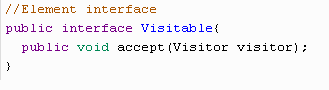 //Element interface
public interface Visitable{
  public void accept(Visitor visitor);
}